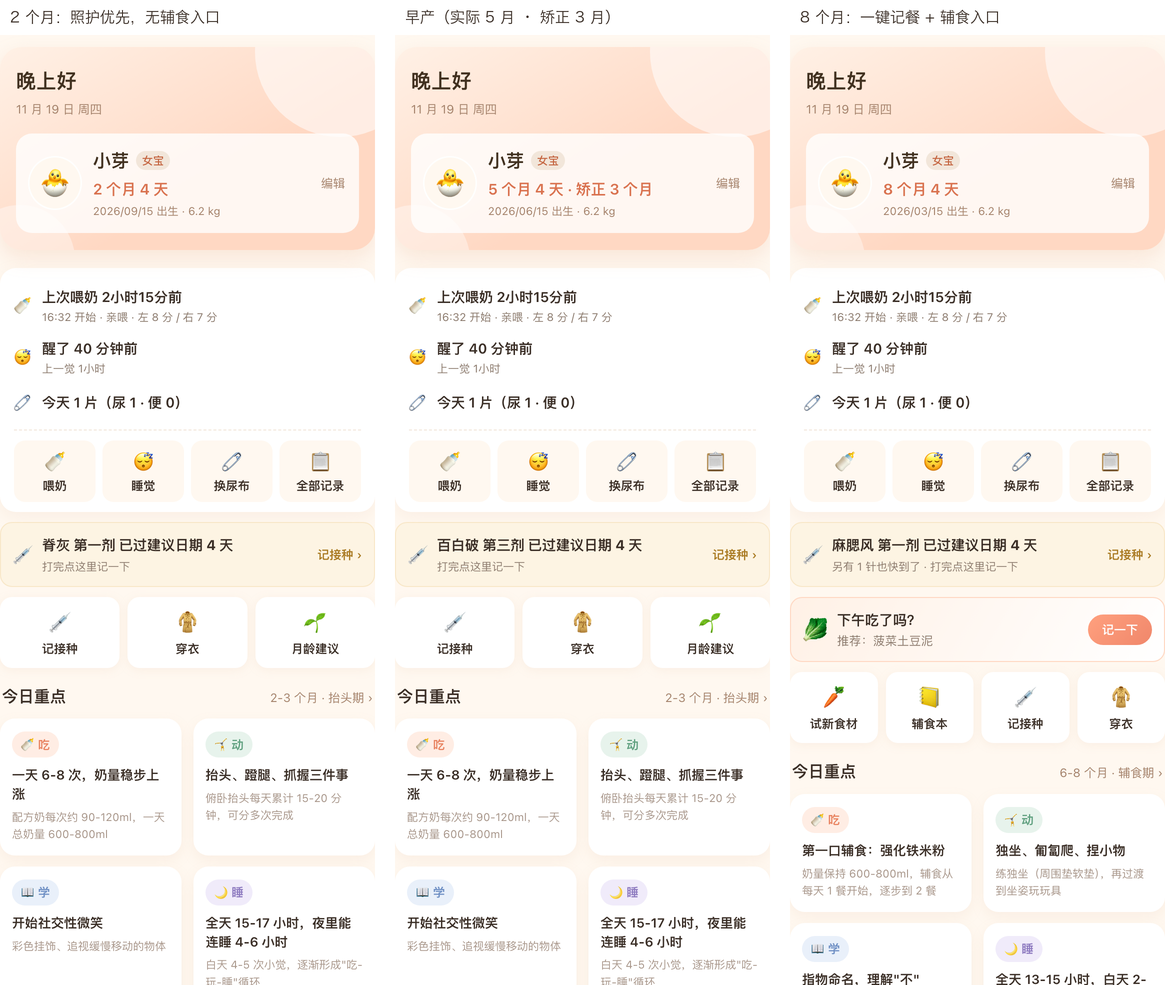 2 个月：照护优先，无辅食入口
晚上好
11 月 19 日 周四
小芽 女宝
2 个月 4 天
编辑
2026/09/15 出生 · 6.2 kg
上次喂奶 2小时15分前
16:32 开始 · 亲喂 · 左 8 分 / 右 7 分
醒了 40 分钟前
上一觉 1小时
今天 1 片（尿 1 · 便 0）
喂奶 睡觉 换尿布 全部记录
脊灰 第一剂 已过建议日期 4 天
打完点这里记一下
记接种 ›
记接种 穿衣 月龄建议
今日重点 2-3 个月 · 抬头期 ›
吃
一天 6-8 次，奶量稳步上
涨
配方奶每次约 90-120ml，一天
总奶量 600-800ml
动
抬头、蹬腿、抓握三件事
俯卧抬头每天累计 15-20 分
钟，可分多次完成
学
开始社交性微笑
彩色挂饰、追视缓慢移动的物体
睡
全天 15-17 小时，夜里能
连睡 4-6 小时
白天 4-5 次小觉，逐渐形成"吃-
玩-睡"循环
早产（实际 5 月 · 矫正 3 月）
晚上好
11 月 19 日 周四
小芽 女宝
5 个月 4 天 · 矫正 3 个月
编辑
2026/06/15 出生 · 6.2 kg
上次喂奶 2小时15分前
16:32 开始 · 亲喂 · 左 8 分 / 右 7 分
醒了 40 分钟前
上一觉 1小时
今天 1 片（尿 1 · 便 0）
喂奶 睡觉 换尿布 全部记录
百白破 第三剂 已过建议日期 4 天
打完点这里记一下
记接种 ›
记接种 穿衣 月龄建议
今日重点 2-3 个月 · 抬头期 ›
吃
一天 6-8 次，奶量稳步上
涨
配方奶每次约 90-120ml，一天
总奶量 600-800ml
动
抬头、蹬腿、抓握三件事
俯卧抬头每天累计 15-20 分
钟，可分多次完成
学
开始社交性微笑
彩色挂饰、追视缓慢移动的物体
睡
全天 15-17 小时，夜里能
连睡 4-6 小时
白天 4-5 次小觉，逐渐形成"吃-
玩-睡"循环
8 个月：一键记餐 + 辅食入口
晚上好
11 月 19 日 周四
小芽 女宝
8 个月 4 天
编辑
2026/03/15 出生 · 6.2 kg
上次喂奶 2小时15分前
16:32 开始 · 亲喂 · 左 8 分 / 右 7 分
醒了 40 分钟前
上一觉 1小时
今天 1 片（尿 1 · 便 0）
喂奶 睡觉 换尿布 全部记录
麻腮风 第一剂 已过建议日期 4 天
另有 1 针也快到了 · 打完点这里记一下
记接种 ›
下午吃了吗?
推荐：菠菜土豆泥
记一下
试新食材 辅食本 记接种 穿衣
今日重点 6-8 个月 · 辅食期 ›
吃
第一口辅食：强化铁米粉
奶量保持 600-800ml，辅食从
每天 1 餐开始，逐步到 2 餐
动
独坐、匍匐爬、捏小物
练独坐（周围垫软垫），再过渡
到坐姿玩玩具
学
指物命名，理解"不"
睡
全天 13-15 小时，白天 2-